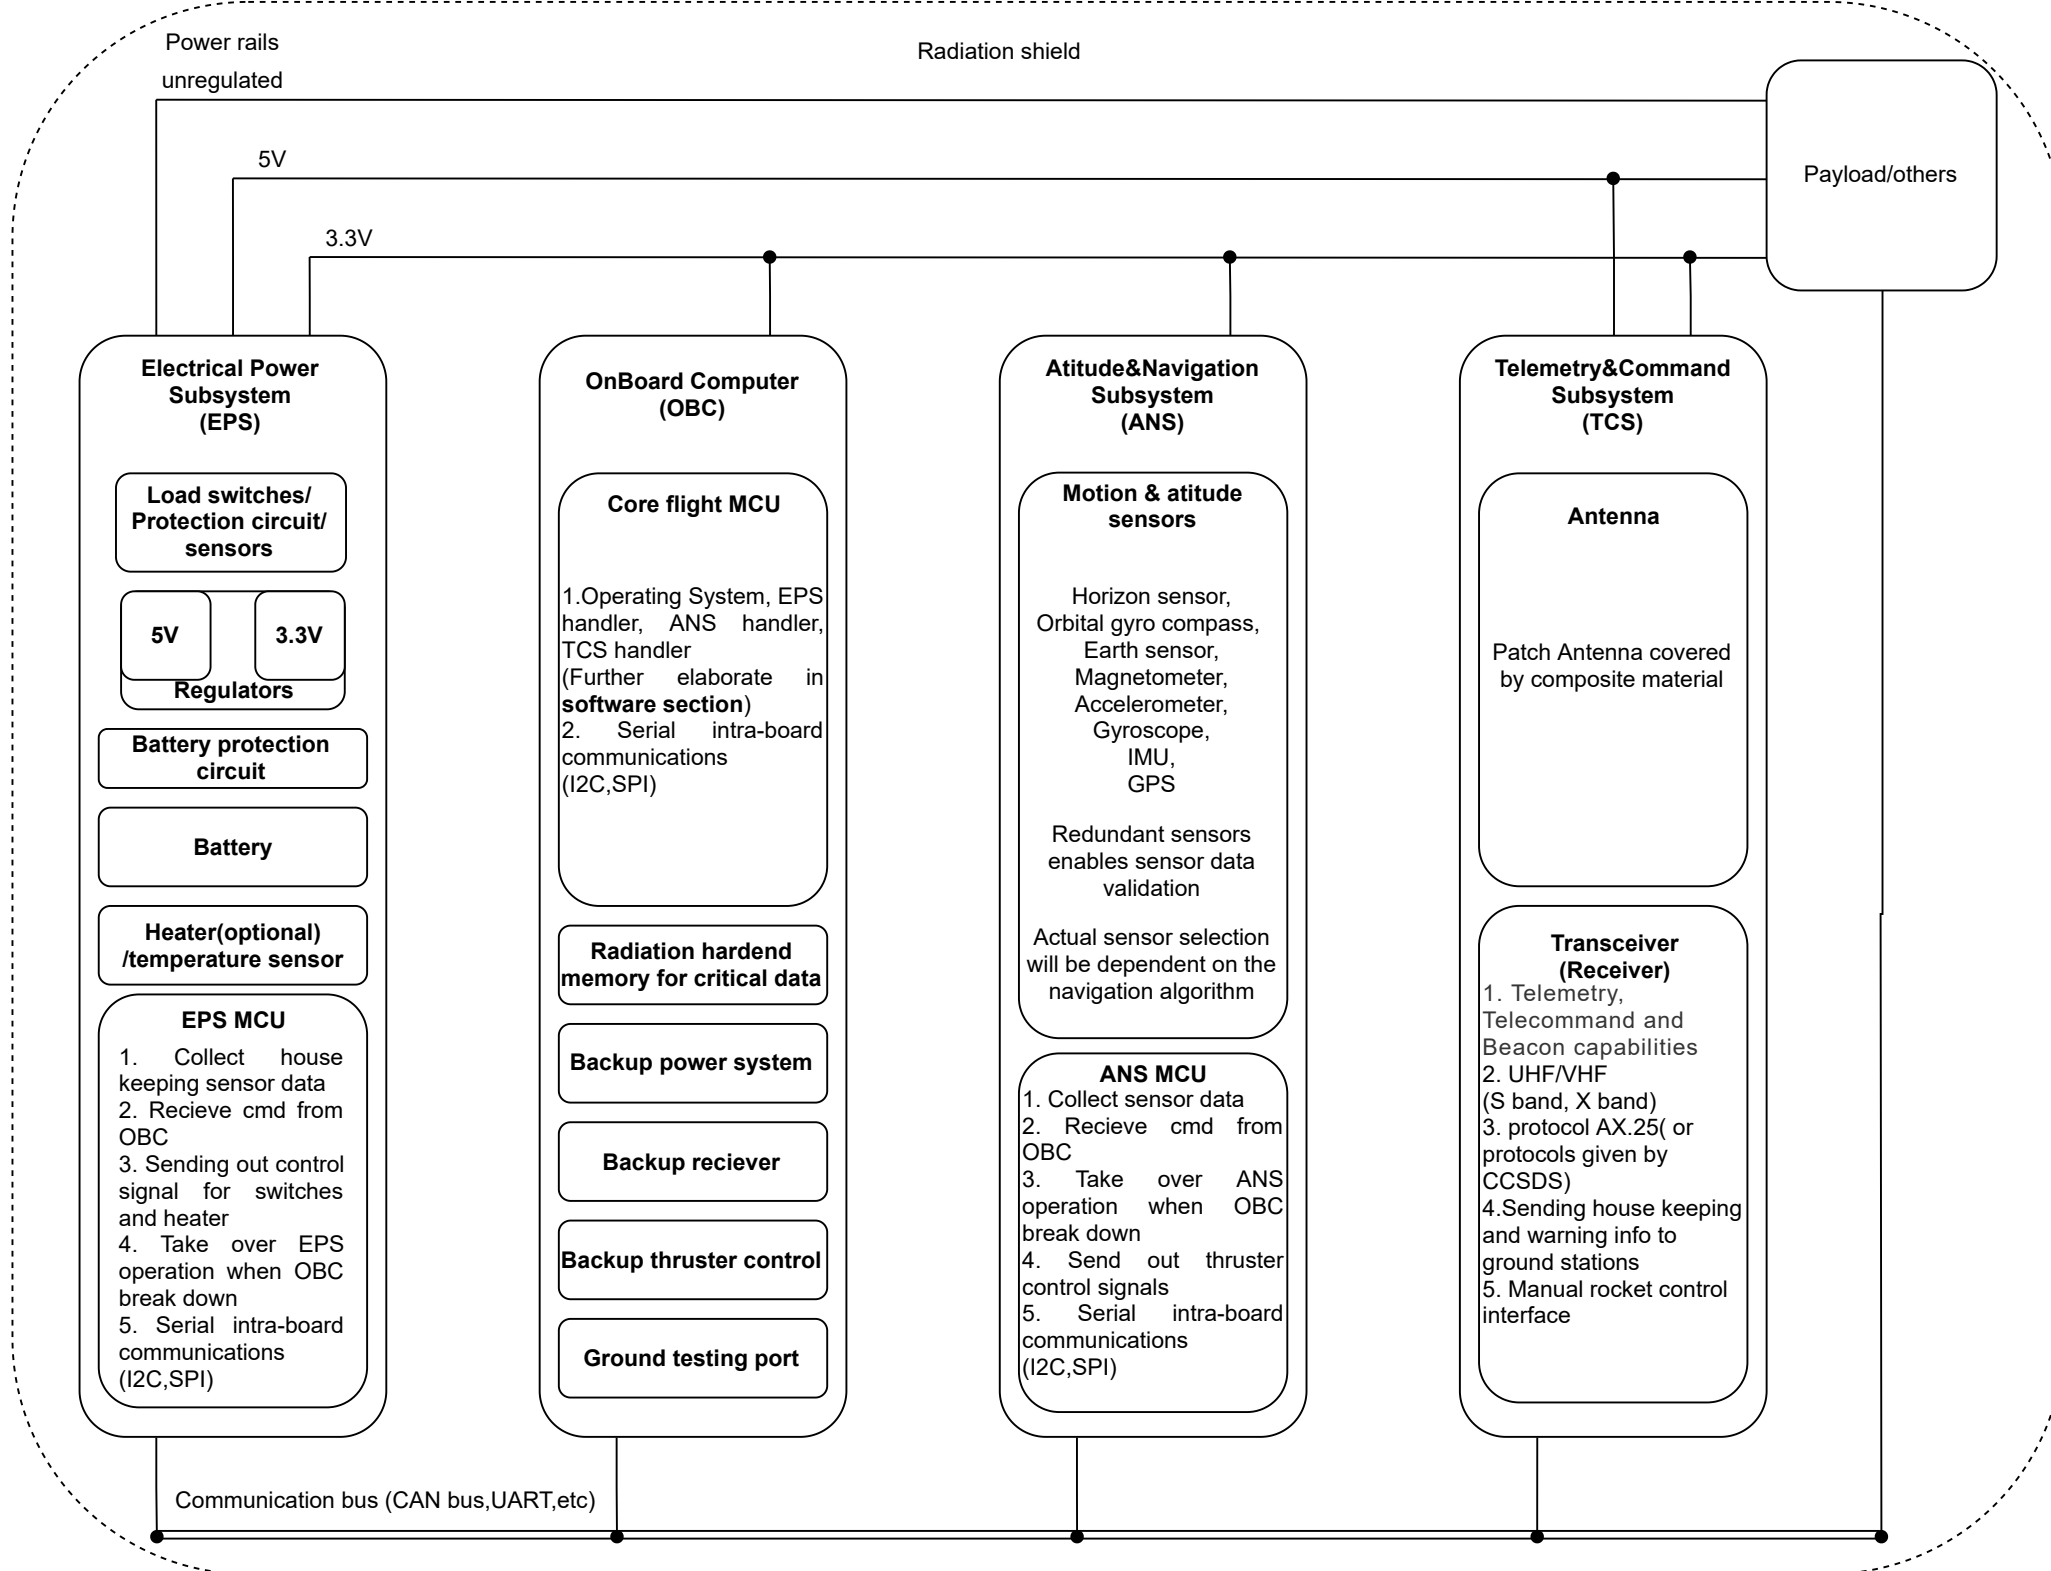 Power rails
unregulated
Radiation shield
5V
3.3V
Payload/others
Electrical Power
Subsystem
(EPS)
Load switches/
Protection circuit/
sensors
5V
3.3V
Regulators
Battery protection
circuit
Battery
Heater(optional)
/temperature sensor
EPS MCU
1. Collect house
keeping sensor data
2. Recieve cmd from
OBC
3. Sending out control
signal for switches
and heater
4. Take over EPS
operation when OBC
break down
5. Serial intra-board
communications
(I2C,SPI)
OnBoard Computer
(OBC)
Core flight MCU
1.Operating System, EPS
handler, ANS handler,
TCS handler
(Further elaborate in
software section)
2. Serial intra-board
communications
(I2C,SPI)
Radiation hardend
memory for critical data
Backup power system
Backup reciever
Backup thruster control
Ground testing port
Atitude&Navigation
Subsystem
(ANS)
Motion & atitude
sensors
Horizon sensor,
Orbital gyro compass,
Earth sensor,
Magnetometer,
Accelerometer,
Gyroscope,
IMU,
GPS
Redundant sensors
enables sensor data
validation
Actual sensor selection
will be dependent on the
navigation algorithm
ANS MCU
1. Collect sensor data
2. Recieve cmd from
OBC
3. Take over ANS
operation when OBC
break down
4. Send out thruster
control signals
5. Serial intra-board
communications
(I2C,SPI)
Telemetry&Command
Subsystem
(TCS)
Antenna
Patch Antenna covered
by composite material
Transceiver
(Receiver)
1. Telemetry,
Telecommand and
Beacon capabilities
2. UHF/VHF
(S band, X band)
3. protocol AX.25( or
protocols given by
CCSDS)
4.Sending house keeping
and warning info to
ground stations
5. Manual rocket control
interface
Communication bus (CAN bus,UART,etc)